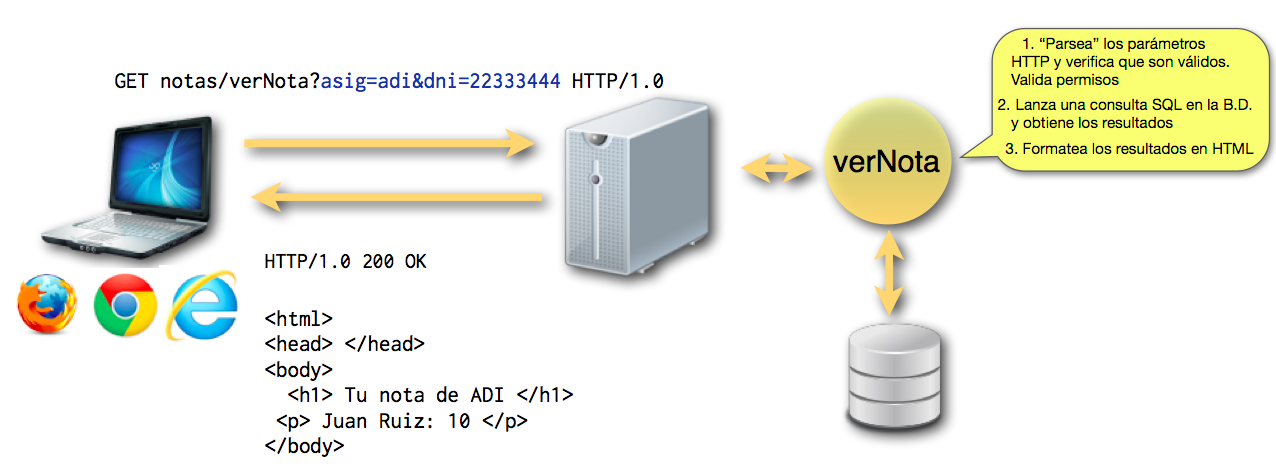 GET notas/verNota?asig=adi&dni=22333444 HTTP/1.0
1. “Parsea” los parámetros
HTTP y verifica que son válidos.
Valida permisos
2. Lanza una consulta SQL en la B.D.
y obtiene los resultados
3. Formatea los resultados en HTML
verNota
HTTP/1.0 200 OK
<html>
<head> </head>
<body>
<h1> Tu nota de ADI </h1>
<p> Juan Ruiz: 10 </p>
</body>